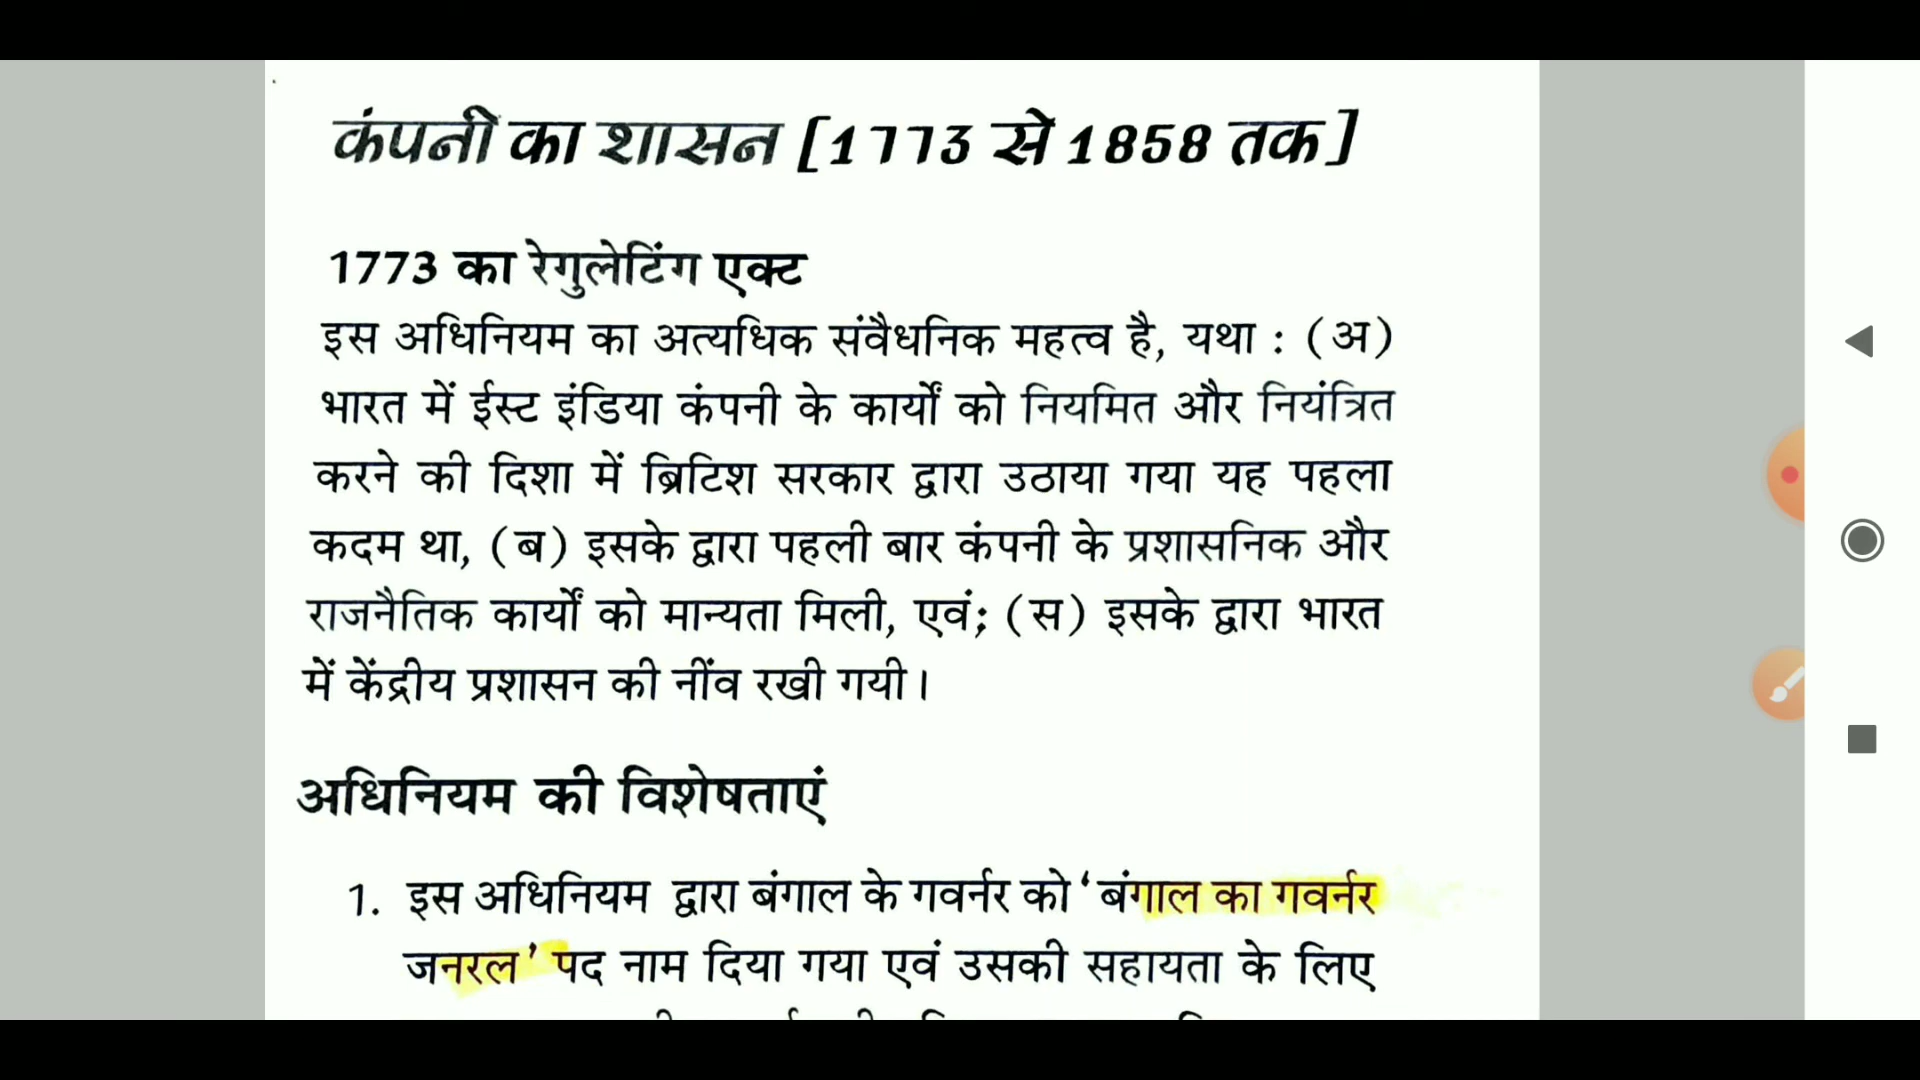 कंपनी का शासन [1773 से 1858 तक]
1773 का रेगुलेटिंग एक्ट
इस अधिनियम का अत्यधिक संवैधनिक महत्व है, यथा : (अ)
भारत में ईस्ट इंडिया कंपनी के कार्यों को नियमित और नियंत्रित
करने की दिशा में ब्रिटिश सरकार द्वारा उठाया गया यह पहला
कदम था, (ब) इसके द्वारा पहली बार कंपनी के प्रशासनिक और
राजनैतिक कार्यों को मान्यता मिली, एवं; (स) इसके द्वारा भारत
में केंद्रीय प्रशासन की नींव रखी गयी।
अधिनियम की विशेषताएं
1. इस अधिनियम द्वारा बंगाल के गवर्नर को ‘बंगाल का गवर्नर
जनरल’ पद नाम दिया गया एवं उसकी सहायता के लिए